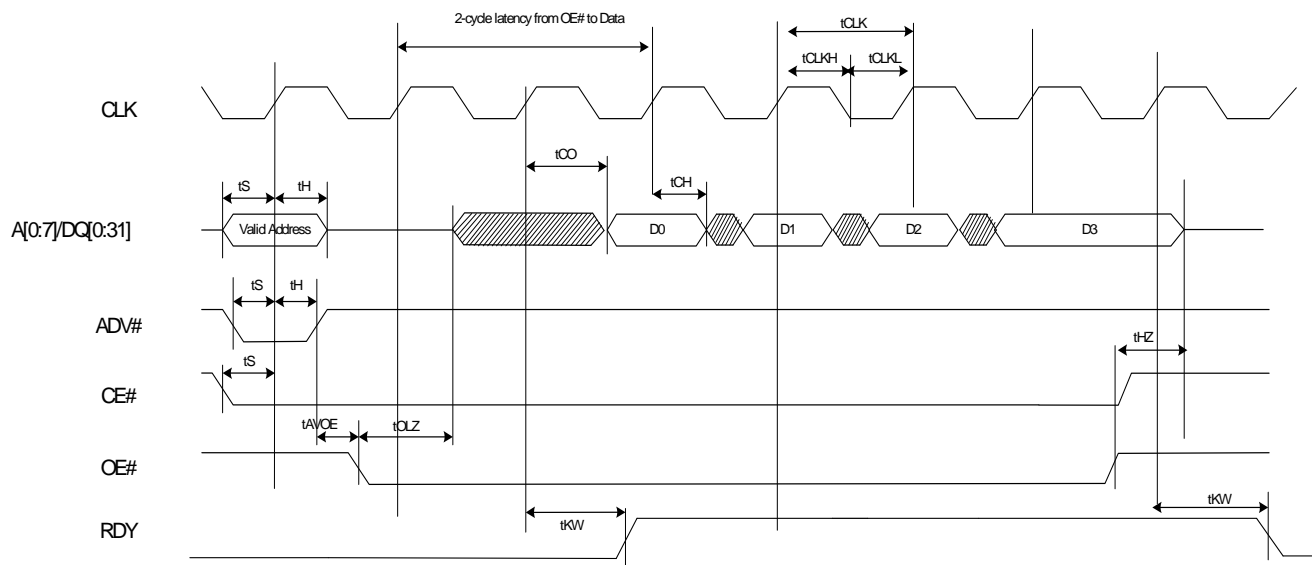 2-cycle latency from OE# to Data
tCLK
tCLKH
tCLKL
CLK
tCO
tS
tH
tCH
A[0:7]/DQ[0:31]
Valid Address
D0
D1
D2
D3
tS
tH
ADV#
tHZ
tS
CE#
tAVOE
tOLZ
OE#
tKW
tKW
RDY